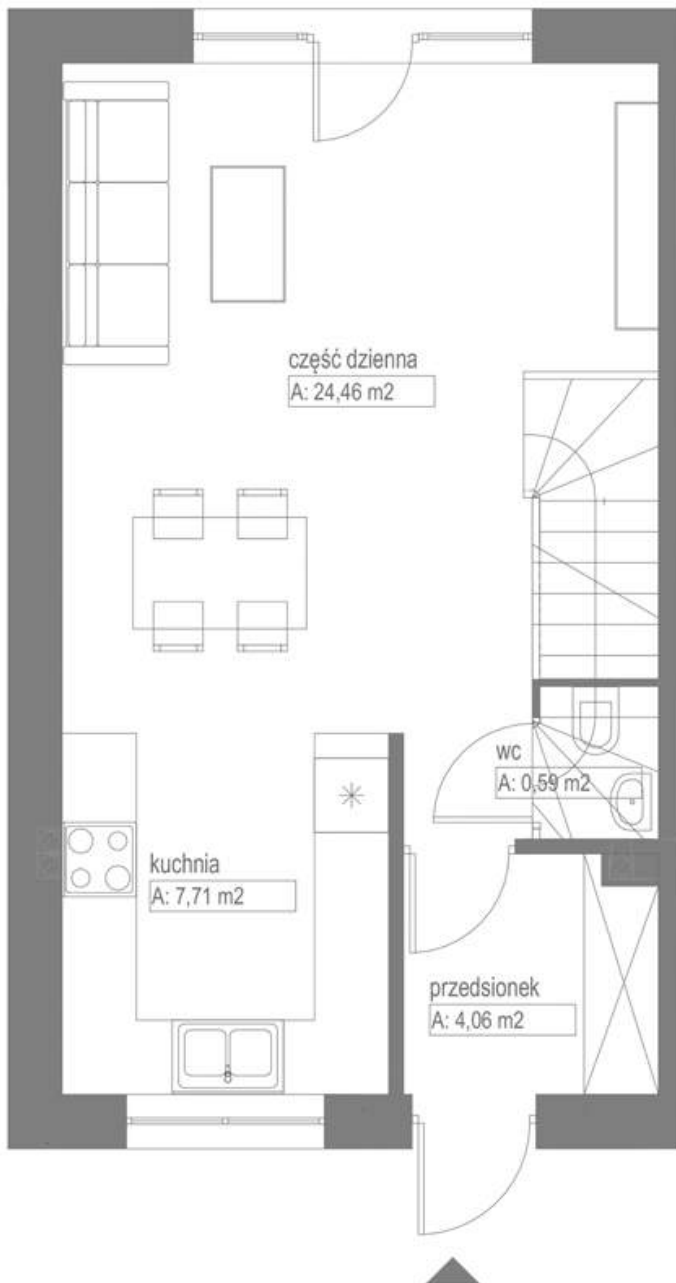 część dzienna
A: 24,46 m2
wc
A: 0,59 m2
kuchnia
A: 7,71 m2
przedsionek
A: 4,06 m2